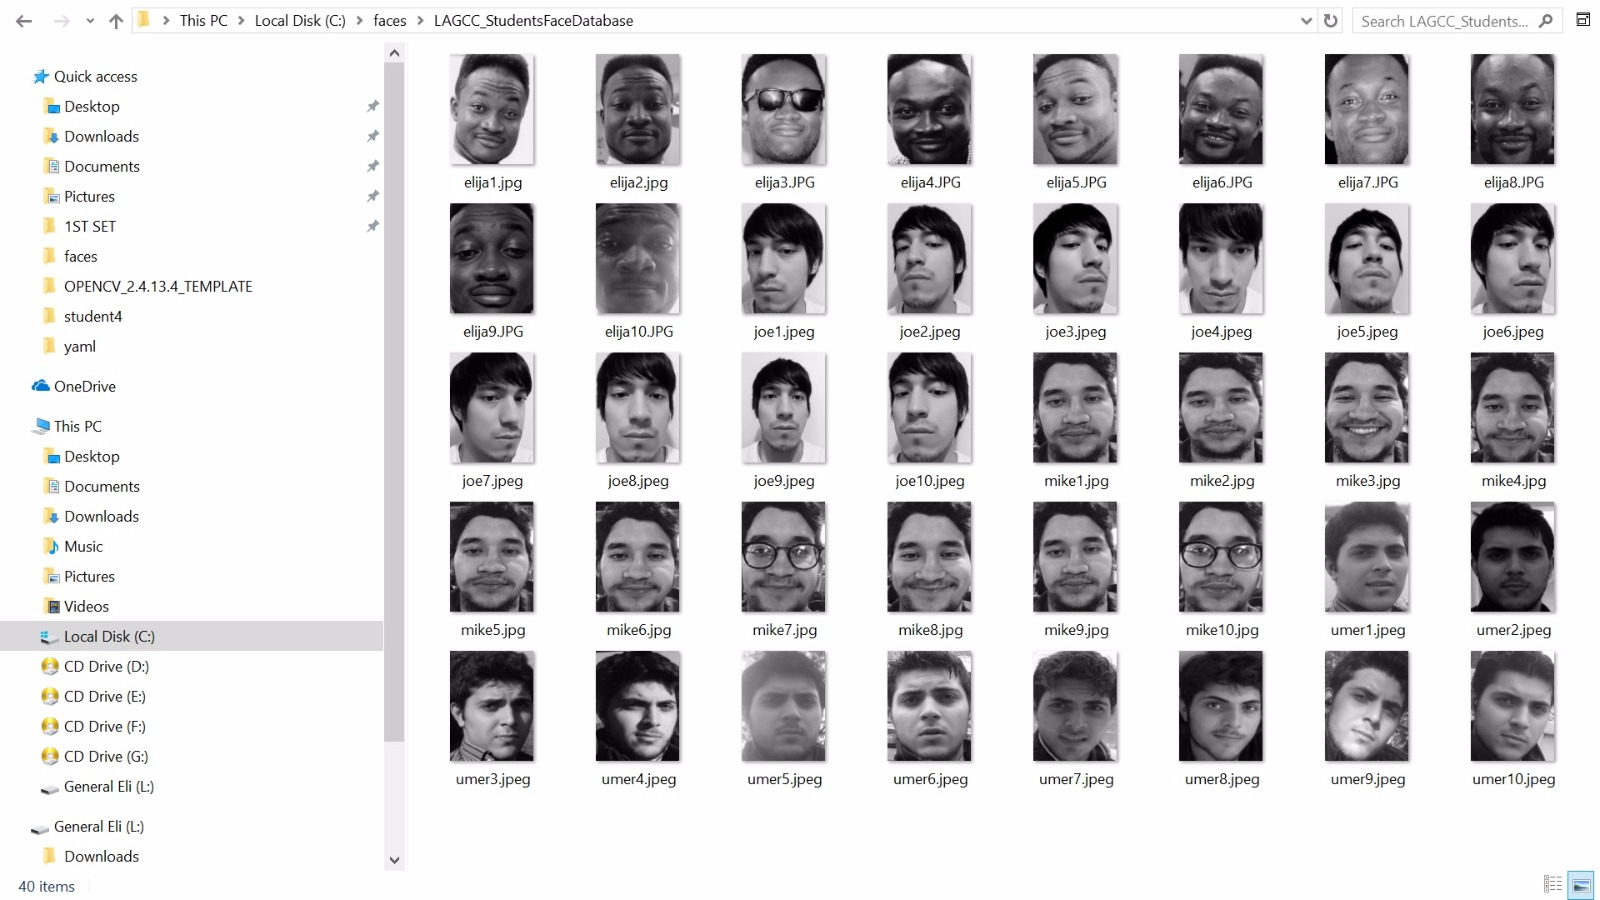 This PC
Local Disk (C:)
faces
LAGCC_StudentsFaceDatabase
Search LAGCC_Students...
Quick access
Desktop
Downloads
Documents
Pictures
1ST SET
faces
OPENCV_2.4.13.4_TEMPLATE
student4
yaml
OneDrive
This PC
Desktop
Documents
Downloads
Music
Pictures
Videos
Local Disk (C:)
CD Drive (D:)
CD Drive (E:)
CD Drive (F:)
CD Drive (G:)
General Eli (L:)
General Eli (L:)
Downloads
elija1.jpg elija2.jpg elija3.JPG elija4.JPG elija5.JPG elija6.JPG elija7.JPG elija8.JPG
elija9.JPG elija10.JPG joe1.jpeg joe2.jpeg joe3.jpeg joe4.jpeg joe5.jpeg joe6.jpeg
joe7.jpeg joe8.jpeg joe9.jpeg joe10.jpeg mike1.jpg mike2.jpg mike3.jpg mike4.jpg
mike5.jpg mike6.jpg mike7.jpg mike8.jpg mike9.jpg mike10.jpg umer1.jpeg umer2.jpeg
umer3.jpeg umer4.jpeg umer5.jpeg umer6.jpeg umer7.jpeg umer8.jpeg umer9.jpeg umer10.jpeg
40 items